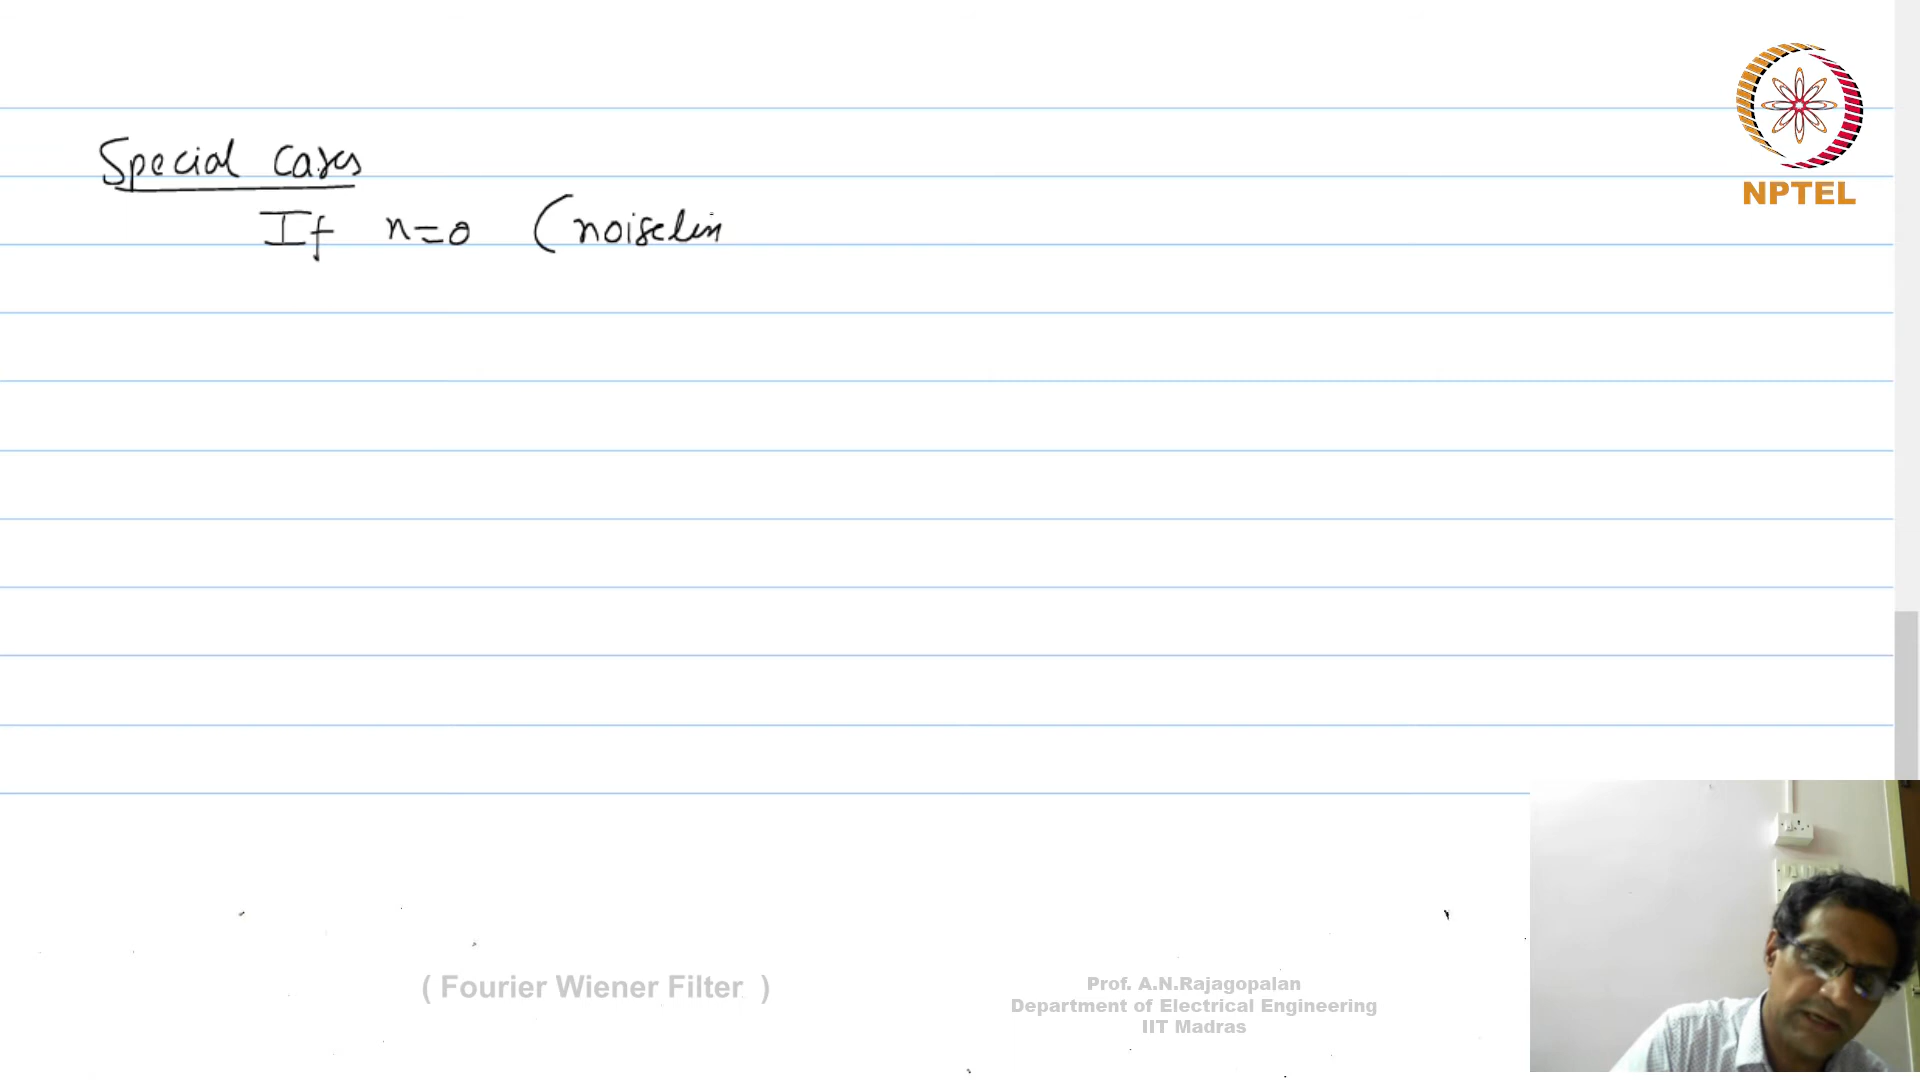 NPTEL
Special Cases
If n=0 (noiseless
( Fourier Wiener Filter )
Prof. A.N.Rajagopalan
Department of Electrical Engineering
IIT Madras